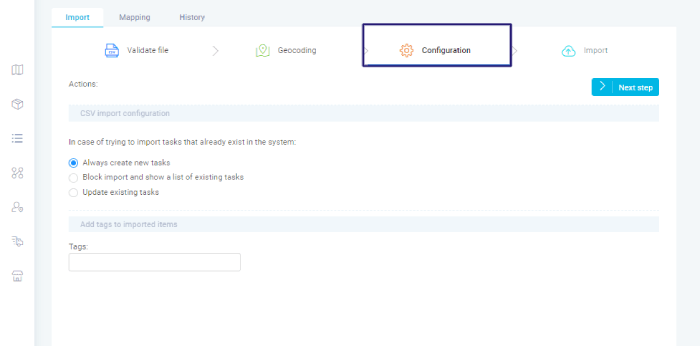 Import Mapping History
Validate file Geocoding Configuration Import
Actions:
Next step
CSV import configuration
In case of trying to import tasks that already exist in the system:
Always create new tasks
Block import and show a list of existing tasks
Update existing tasks
Add tags to imported items
Tags: